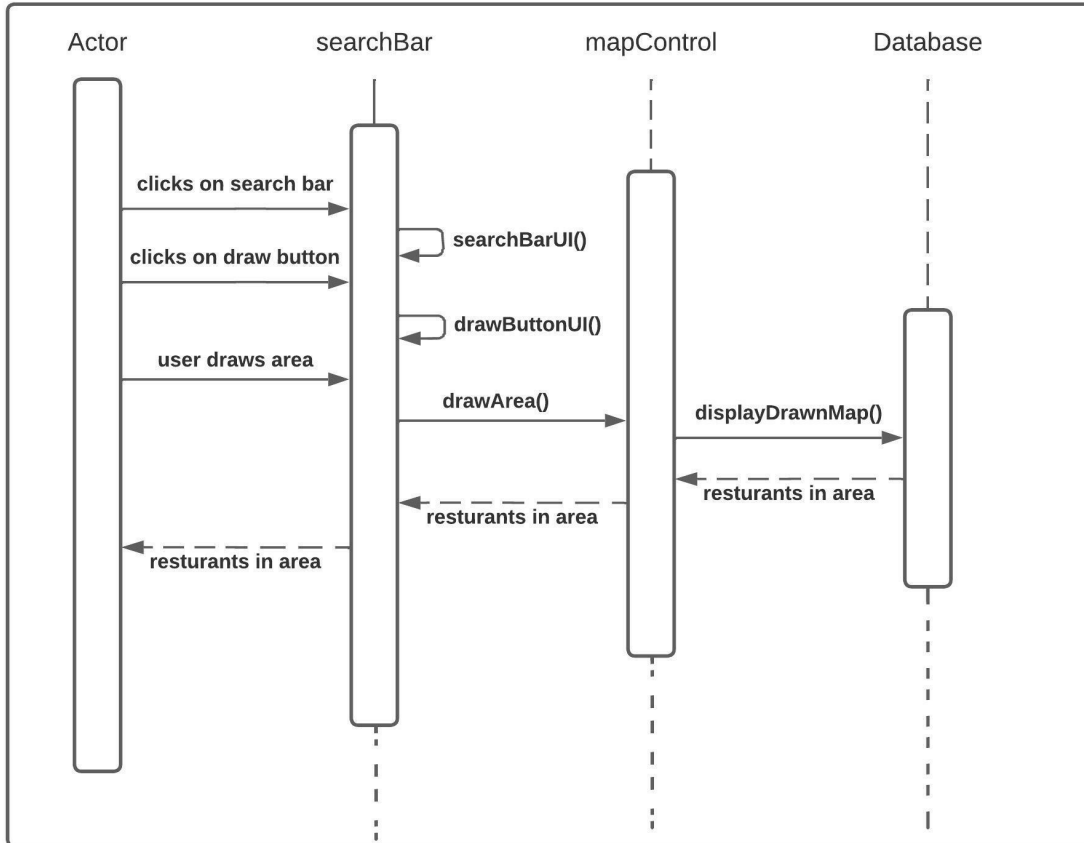 Actor
searchBar
mapControl
Database
clicks on search bar
searchBarUI()
clicks on draw button
drawButtonUI()
user draws area
drawArea()
displayDrawnMap()
resturants in area
resturants in area
resturants in area